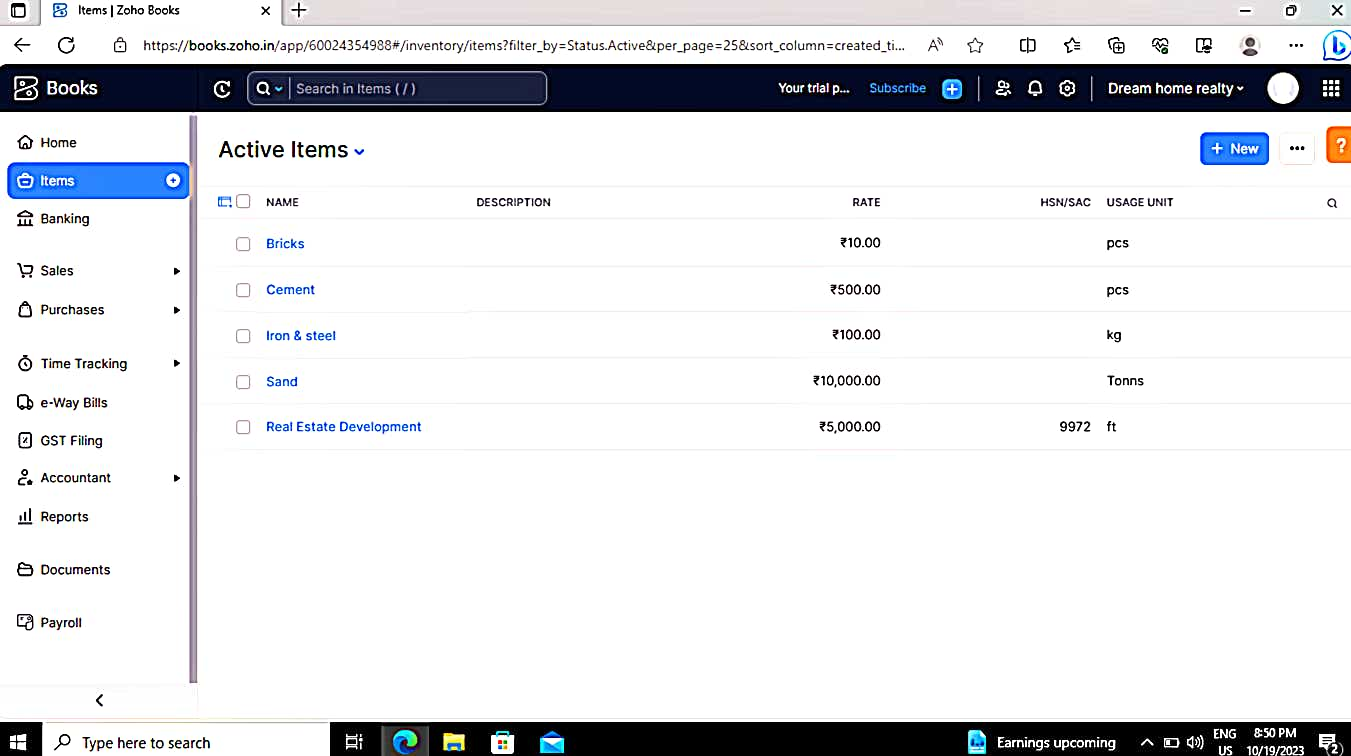 Items | Zoho Books
https://books.zoho.in/app/60024354988#/inventory/items?filter_by=Status.Active&per_page=25&sort_column=created_ti...
Books
Search in Items ( / )
Your trial p...
Subscribe
Dream home realty
Home
Items
Banking
Sales
Purchases
Time Tracking
e-Way Bills
GST Filing
Accountant
Reports
Documents
Payroll
Active Items
+ New
?
NAME DESCRIPTION RATE HSN/SAC USAGE UNIT
Bricks ₹10.00 pcs
Cement ₹500.00 pcs
Iron & steel ₹100.00 kg
Sand ₹10,000.00 Tonns
Real Estate Development ₹5,000.00 9972 ft
Type here to search
Earnings upcoming
ENG
US
8:50 PM
10/19/2023
2